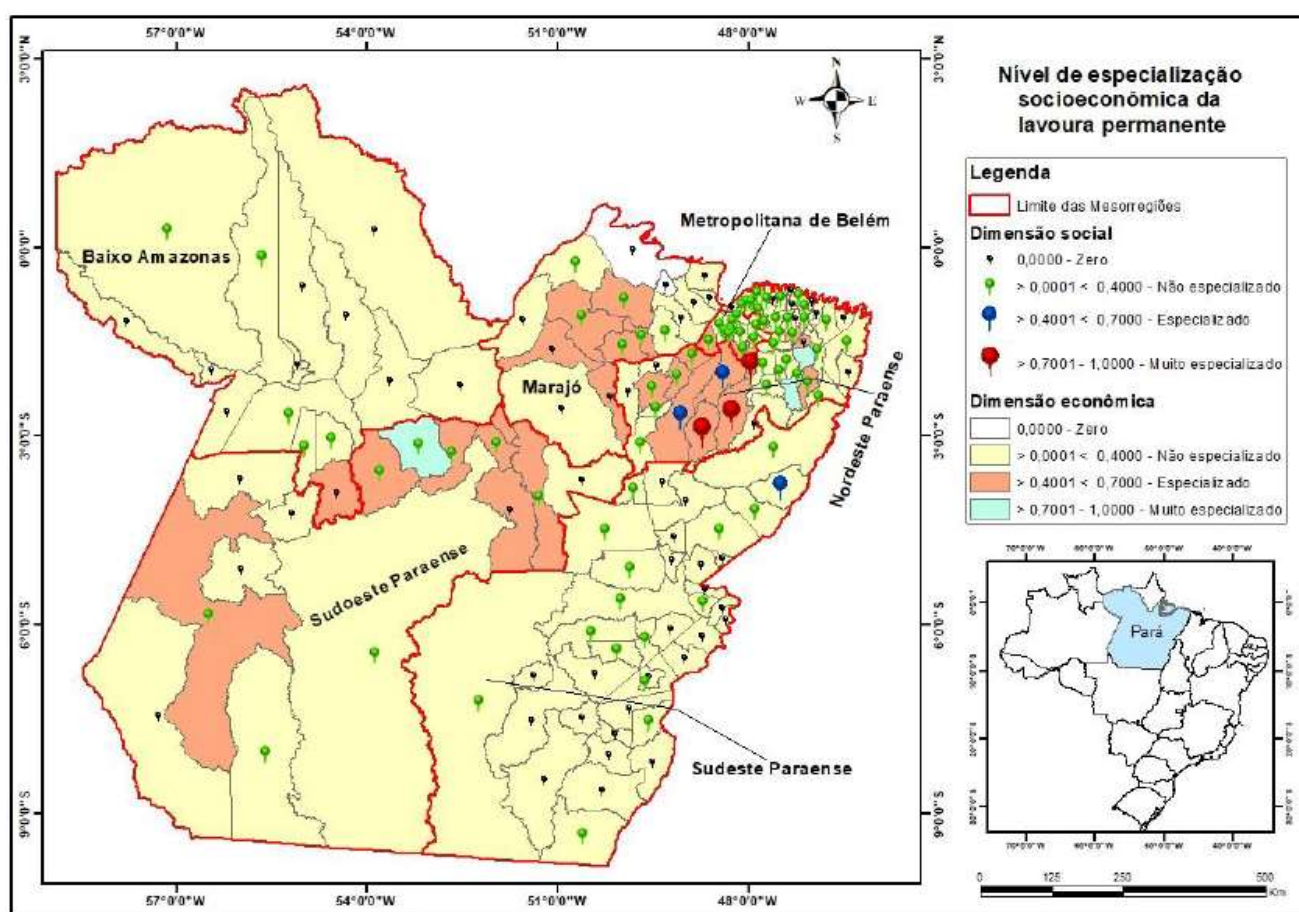 57°0'0"W 54°0'0"W 51°0'0"W 48°0'0"W
3°0'0"N
3°0'0"N
0°0'0"
0°0'0"
3°0'0"S
3°0'0"S
6°0'0"S
6°0'0"S
9°0'0"S
9°0'0"S
N
W E
S
Baixo Amazonas
Metropolitana de Belém
Marajó
Nordeste Paraense
Sudoeste Paraense
Sudeste Paraense
57°0'0"W 54°0'0"W 51°0'0"W 48°0'0"W
Nível de especialização
socioeconômica da
lavoura permanente
Legenda
Limite das Mesorregiões
Dimensão social
0,0000 - Zero
> 0,0001 < 0,4000 - Não especializado
> 0,4001 < 0,7000 - Especializado
>0,7001 - 1,0000 - Muito especializado
Dimensão econômica
0,0000 - Zero
> 0,0001 < 0,4000 - Não especializado
> 0,4001 < 0,7000 - Especializado
>0,7001 - 1,0000 - Muito especializado
Pará
0 125 250 500
Km